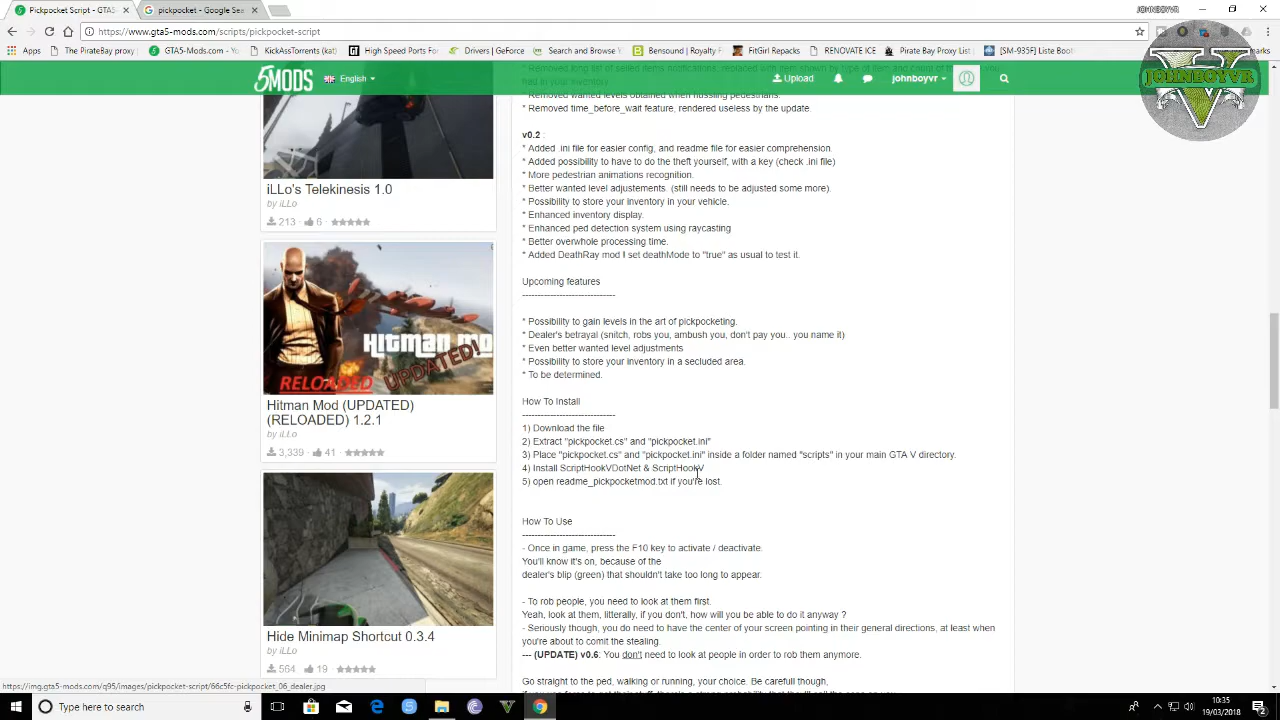 Pickpocket Script - GTA5
pickpocket - Google Sea
JOHNBOYVR
https://www.gta5-mods.com/scripts/pickpocket-script
Apps
The PirateBay proxy
GTA5-Mods.com - Yo
KickAssTorrents (kat)
High Speed Ports For
Drivers | GeForce
Search and Browse
Bensound | Royalty F
FitGirl Repacks
RENOVATE ICE
Pirate Bay Proxy List
[SM-935F] Liste Bot
5MODS
English
Upload
johnboyvr
JOHNBOYVR
had in your inventory.
* Removed wanted levels obtained when hussling pedestrians.
* Removed time_before_wait feature, rendered useless by the update.
v0.2 :
* Added .ini file for easier config, and readme file for easier comprehension.
* Added possibility to have to do the theft yourself, with a key (check .ini file)
* More pedestrian animations recognition.
* Better wanted level adjustements. (still needs to be adjusted some more).
* Possibility to store your inventory in your vehicle.
* Enhanced inventory display.
* Enhanced ped detection system using raycasting
* Better overwhole processing time.
* Added DeathRay mod I set deathMode to "true" as usual to test it.
Upcoming features
------------------------------
* Possibility to gain levels in the art of pickpocketing.
* Dealer's betrayal (snitch, robs you, ambush you, don't pay you.. you name it)
* Even better wanted level adjustments
* Possibility to store your inventory in a secluded area.
* To be determined.
How To Install
------------------------------
1) Download the file
2) Extract "pickpocket.cs" and "pickpocket.ini"
3) Place "pickpocket.cs" and "pickpocket.ini" inside a folder named "scripts" in your main GTA V directory.
4) Install ScriptHookVDotNet & ScriptHookV
5) open readme_pickpocketmod.txt if you're lost.
How To Use
------------------------------
- Once in game, press the F10 key to activate / deactivate.
You'll know it's on, because of the
dealer's blip (green) that shouldn't take too long to appear.
- To rob people, you need to look at them first.
Yeah, look at them, litterally, if you don't, how will you be able to do it anyway ?
- Seriously though, you do need to have the center of your screen pointing in their general directions, at least when
you're about to comit the stealing.
--- (UPDATE) v0.6: You don't need to look at people in order to rob them anymore.
Go straight to the ped, walking or running, your choice. Be carefull though,
iLLo's Telekinesis 1.0
by iLLo
213
6
HITMAN MOD
RELOADED
UPDATED!
Hitman Mod (UPDATED)
(RELOADED) 1.2.1
by iLLo
3,339
41
Hide Minimap Shortcut 0.3.4
by iLLo
564
19
https://img.gta5-mods.com/q95/images/pickpocket-script/66c5fc-pickpocket_06_dealer.jpg
Type here to search
10:35
19/03/2018